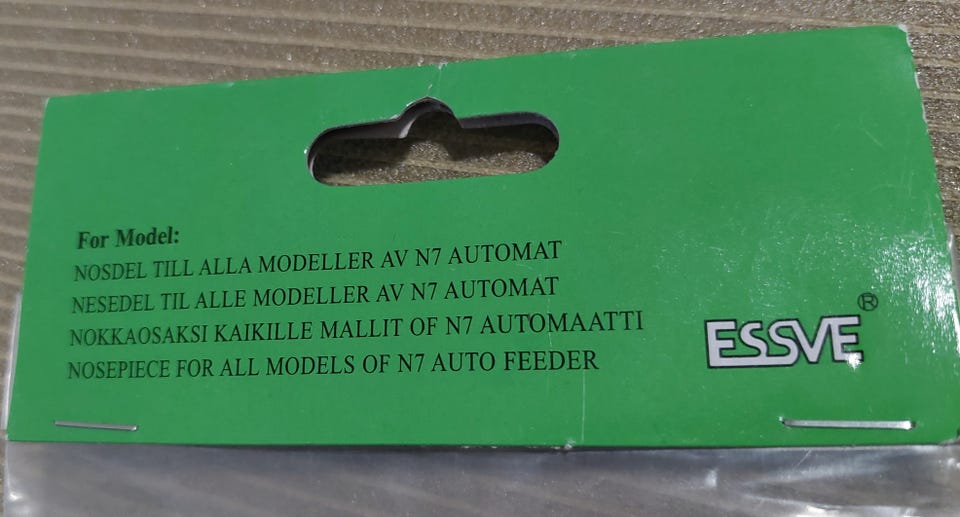 For Model:
NOSDEL TILL ALLA MODELLER AV N7 AUTOMAT
NESEDEL TIL ALLE MODELLER AV N7 AUTOMAT
NOKKAOSAKSI KAIKILLE MALLIT OF N7 AUTOMAATTI
NOSEPIECE FOR ALL MODELS OF N7 AUTO FEEDER
ESSVE®